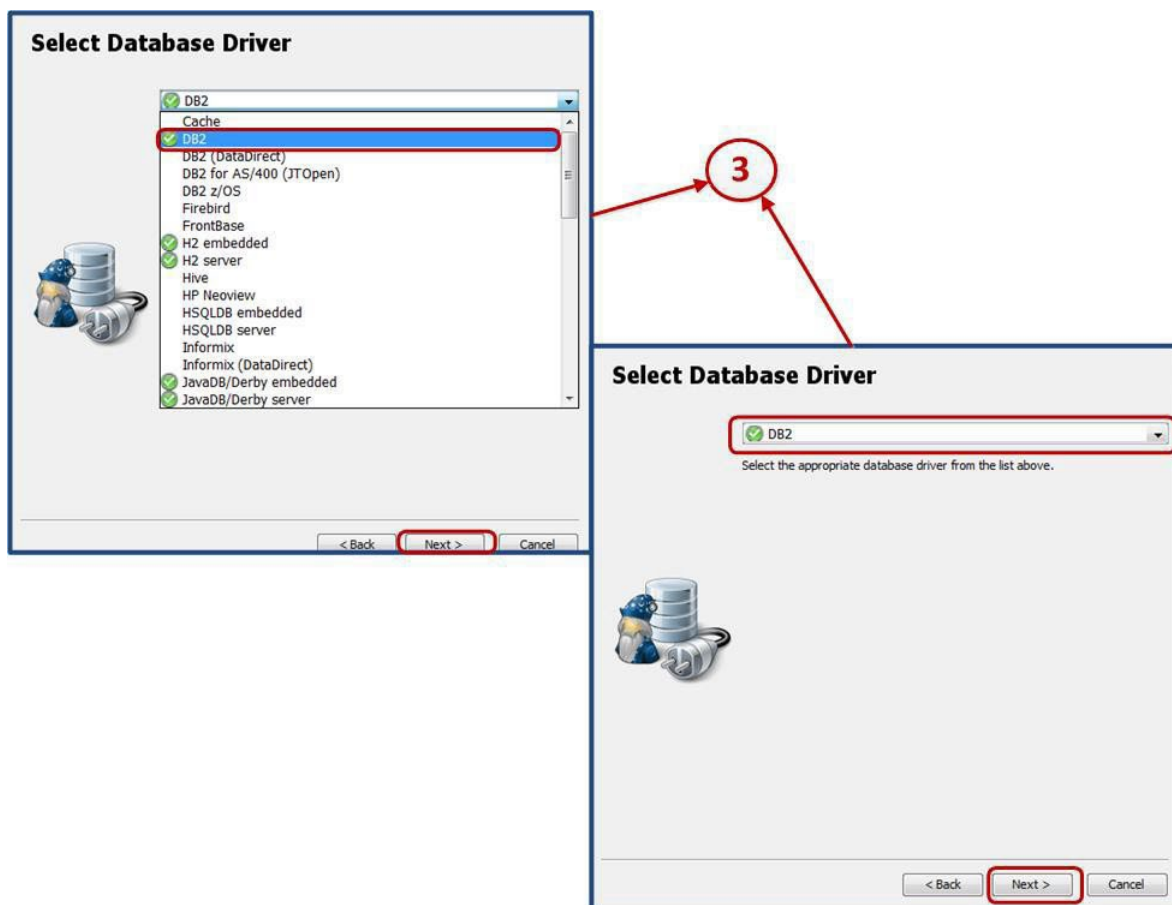 Select Database Driver
DB2
Cache
DB2
DB2 (DataDirect)
DB2 for AS/400 (JTOpen)
DB2 z/OS
Firebird
FrontBase
H2 embedded
H2 server
Hive
HP Neoview
HSQLDB embedded
HSQLDB server
Informix
Informix (DataDirect)
JavaDB/Derby embedded
JavaDB/Derby server
< Back Next > Cancel
3
Select Database Driver
DB2
Select the appropriate database driver from the list above.
< Back Next > Cancel